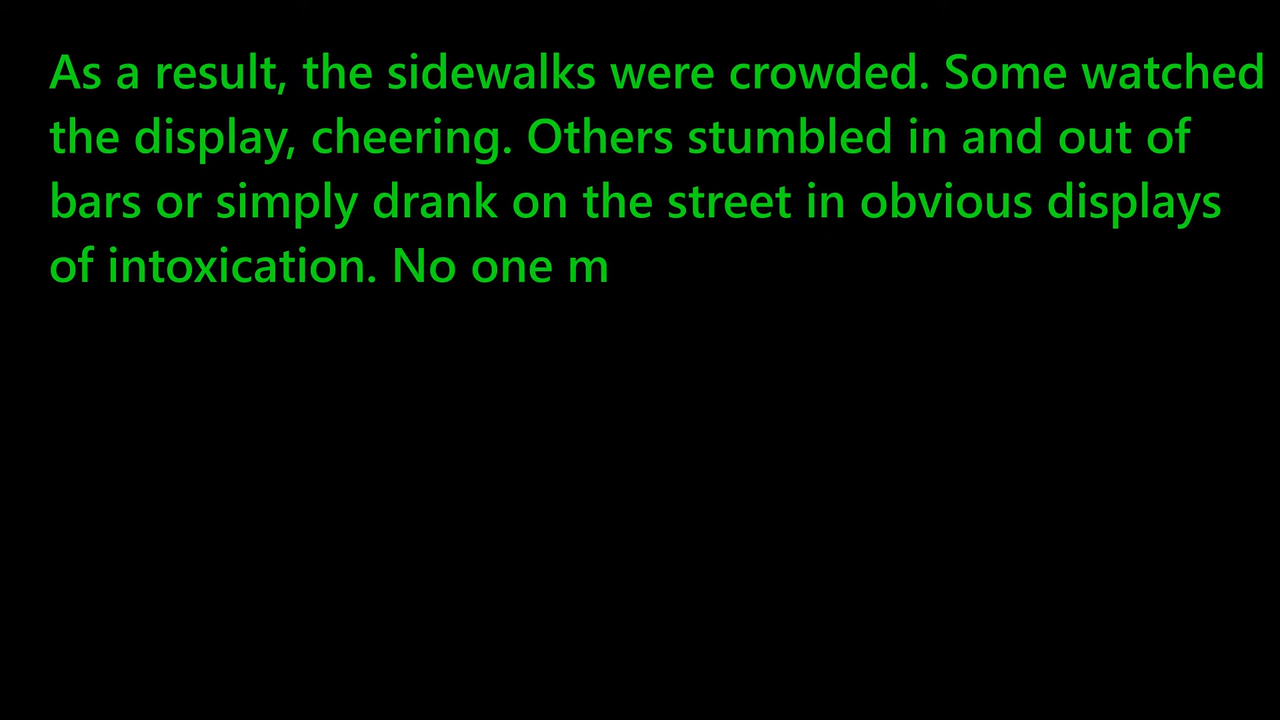 As a result, the sidewalks were crowded. Some watched
the display, cheering. Others stumbled in and out of
bars or simply drank on the street in obvious displays
of intoxication. No one m